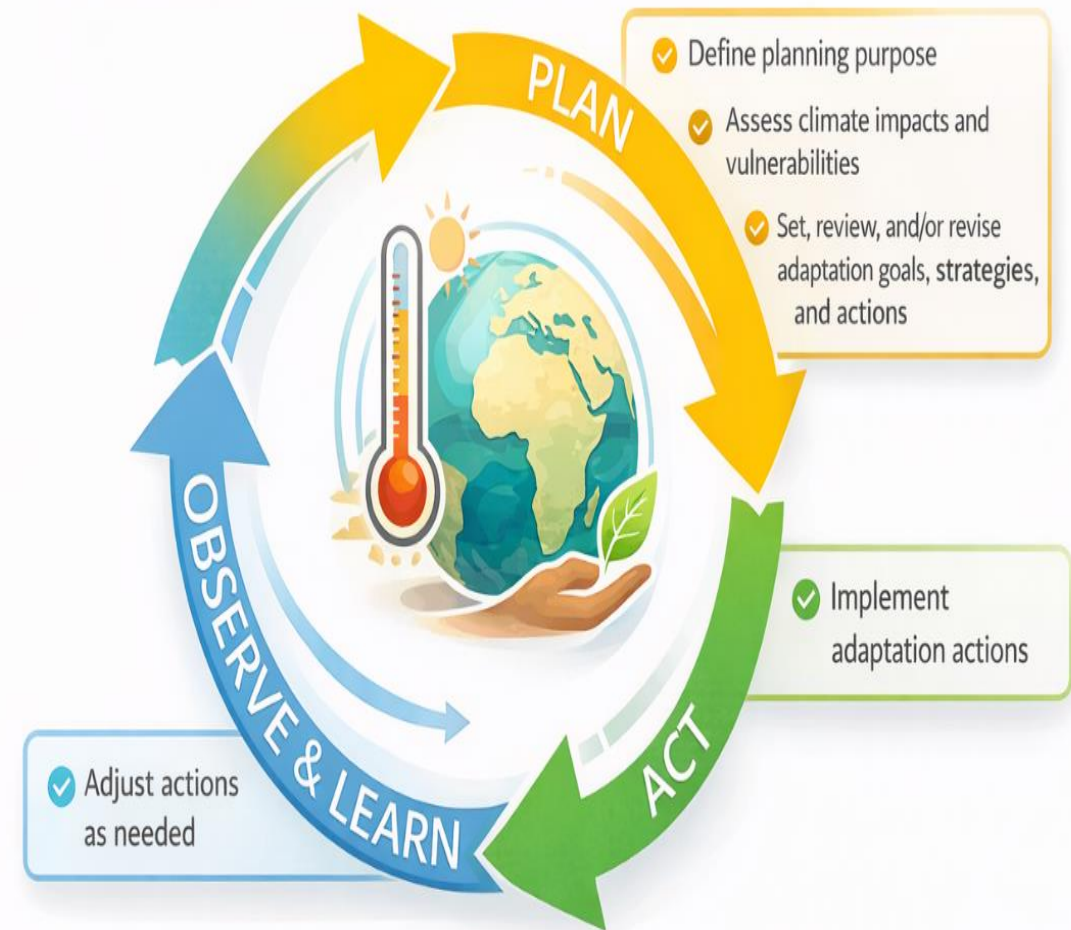 PLAN
Define planning purpose
Assess climate impacts and
vulnerabilities
Set, review, and/or revise
adaptation goals, strategies,
and actions
Implement
adaptation actions
ACT
OBSERVE & LEARN
Adjust actions
as needed